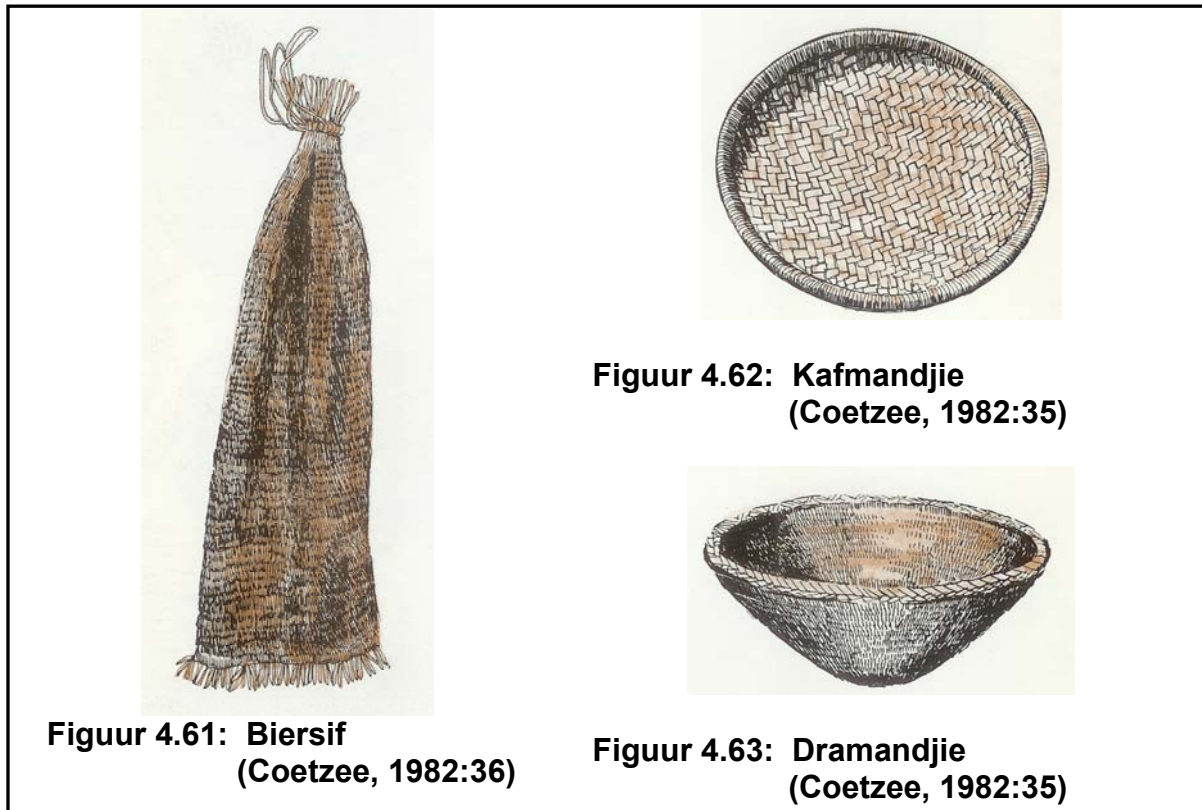 Figuur 4.61: Biersif
(Coetzee, 1982:36)
Figuur 4.62: Kafmandjie
(Coetzee, 1982:35)
Figuur 4.63: Dramandjie
(Coetzee, 1982:35)